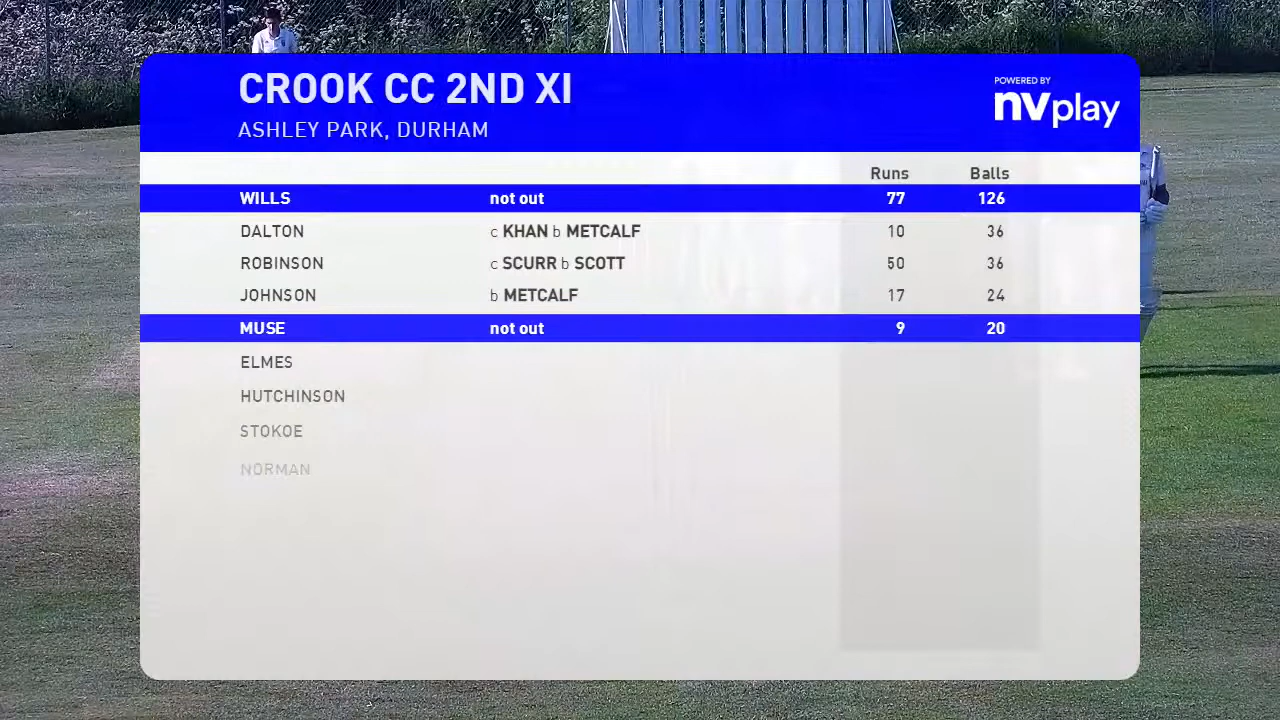 CROOK CC 2ND XI
ASHLEY PARK, DURHAM
POWERED BY
nvplay
Runs Balls
WILLS not out 77 126
DALTON c KHAN b METCALF 10 36
ROBINSON c SCURR b SCOTT 50 36
JOHNSON b METCALF 17 24
MUSE not out 9 20
ELMES
HUTCHINSON
STOKOE
NORMAN